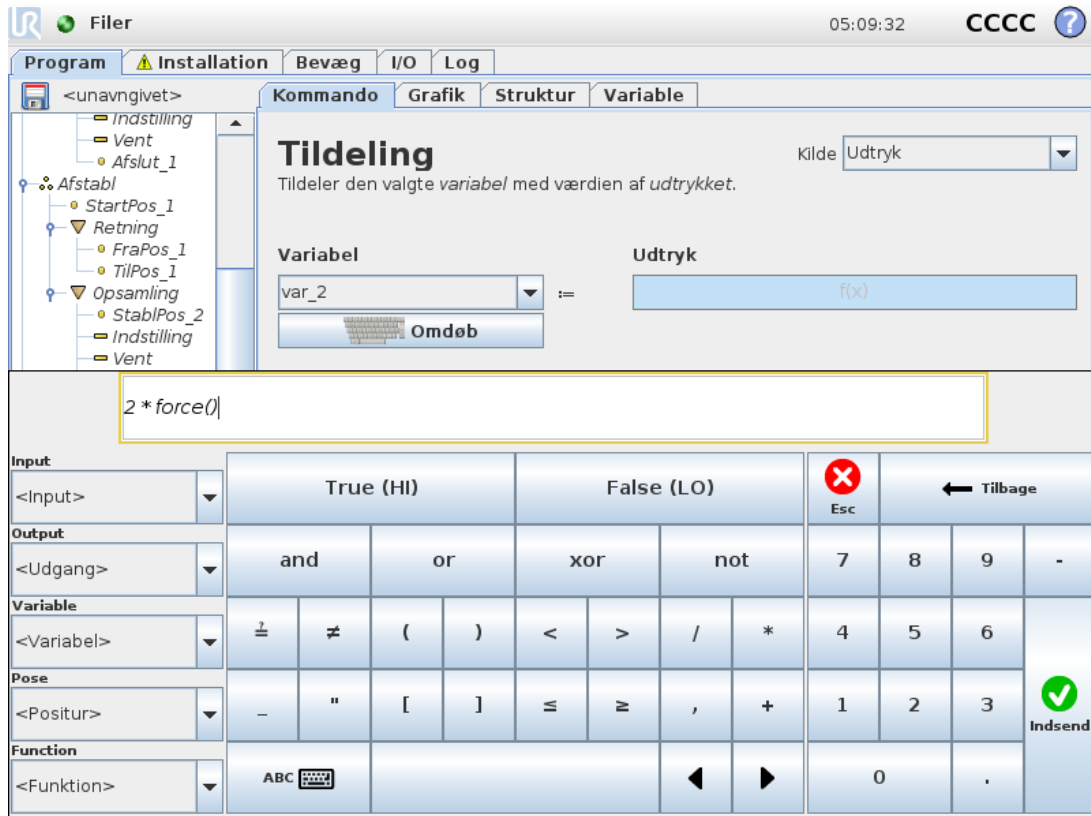 UR Filer 05:09:32 CCCC ?
Program Installation Bevæg I/O Log
<unavngivet> Kommando Grafik Struktur Variable
Indstilling
Vent
Afslut_1
Afstabl
StartPos_1
Retning
FraPos_1
TilPos_1
Opsamling
StablPos_2
Indstilling
Vent
Tildeling
Kilde Udtryk
Tildeler den valgte variabel med værdien af udtrykket.
Variabel Udtryk
var_2 := f(x)
Omdøb
2 * force()
Input
<Input>
True (HI) False (LO) Esc Tilbage
Output
<Udgang>
and or xor not 7 8 9 -
Variable
<Variabel>
≟ ≠ ( ) < > / * 4 5 6
Pose
<Positur>
_ " [ ] ≤ ≥ , + 1 2 3 Indsend
Function
<Funktion>
ABC 0 .